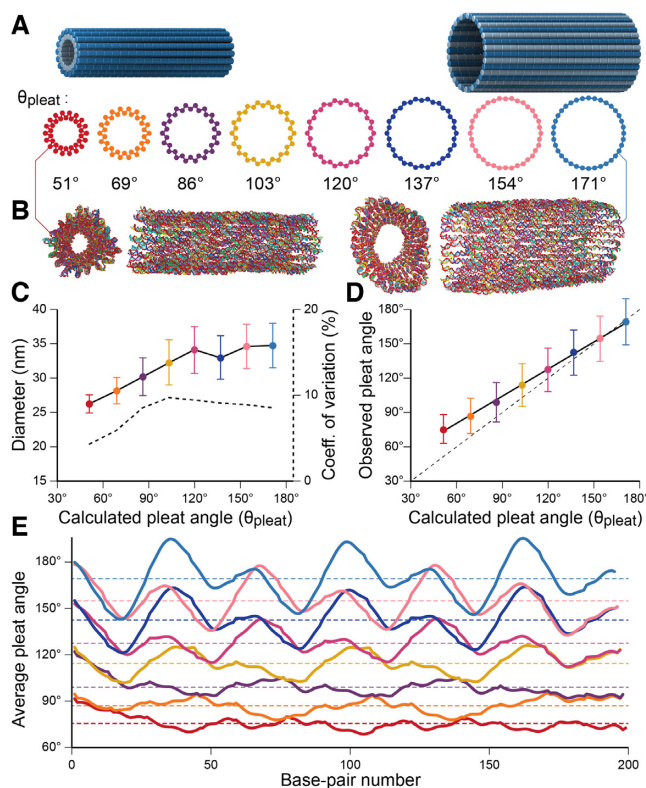 A
θpleat :
51° 69° 86° 103° 120° 137° 154° 171°
B
C
D
40
35
30
25
20
15
Diameter (nm)
20
10
0
Coeff. of variation (%)
30 60° 90° 120° 150° 180°
Calculated pleat angle (θpleat)
180°
150°
120°
90°
60°
30°
Observed pleat angle
30° 60° 90° 120° 150° 180°
Calculated pleat angle (θpleat)
E
180°
150°
120°
90°
60°
Average pleat angle
0 50 100 150 200
Base-pair number